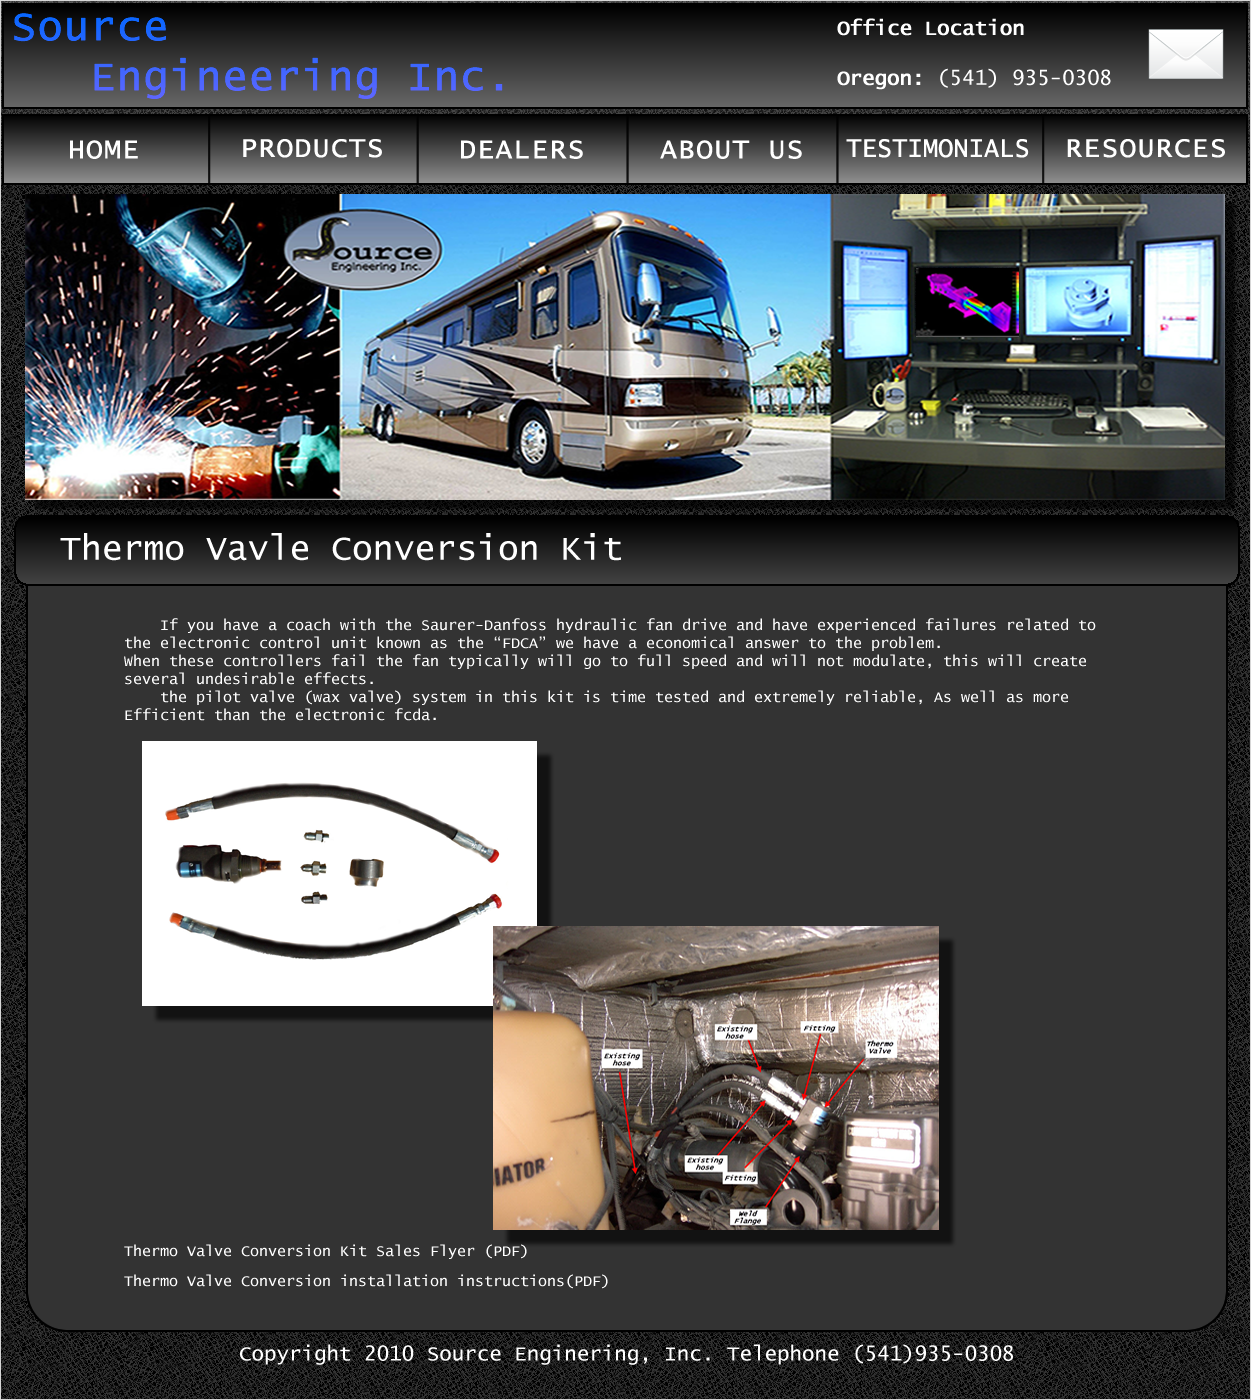 Source
Engineering Inc.
Office Location
Oregon: (541) 935-0308
HOME
PRODUCTS
DEALERS
ABOUT US
TESTIMONIALS
RESOURCES
Source
Engineering Inc.
Thermo Vavle Conversion Kit
If you have a coach with the Saurer-Danfoss hydraulic fan drive and have experienced failures related to
the electronic control unit known as the “FDCA” we have a economical answer to the problem.
When these controllers fail the fan typically will go to full speed and will not modulate, this will create
several undesirable effects.
the pilot valve (wax valve) system in this kit is time tested and extremely reliable, As well as more
Efficient than the electronic fcda.
Existing
hose
Fitting
Thermo
Valve
Existing
hose
Existing
hose
Fitting
IATOR
Weld
Flange
Thermo Valve Conversion Kit Sales Flyer (PDF)
Thermo Valve Conversion installation instructions(PDF)
Copyright 2010 Source Enginering, Inc. Telephone (541)935-0308